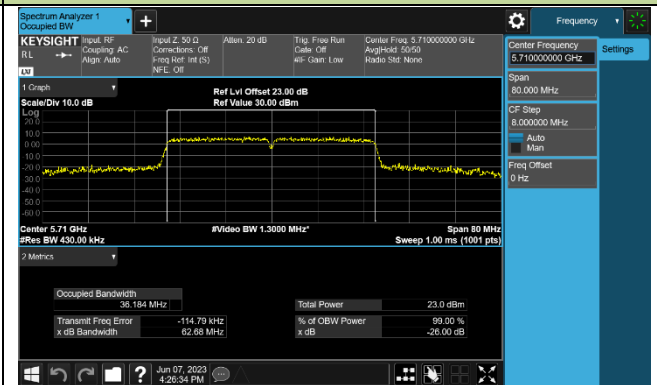 Spectrum Analyzer 1
Occupied BW
Frequency
KEYSIGHT
RL
LXI
Input: RF
Coupling: AC
Align: Auto
Input Z: 50 Ω
Corrections: Off
Freq Ref: Int (S)
NFE: Off
Atten: 20 dB
Trig: Free Run
Gate: Off
#IF Gain: Low
Center Freq: 5.710000000 GHz
Avg|Hold: 50/50
Radio Std: None
Center Frequency
5.710000000 GHz
Settings
Span
80.000 MHz
CF Step
8.000000 MHz
Auto
Man
Freq Offset
0 Hz
1 Graph
Scale/Div 10.0 dB
Ref Lvl Offset 23.00 dB
Ref Value 30.00 dBm
Log
20.0
10.0
0.00
-10.0
-20.0
-30.0
-40.0
-50.0
-60.0
Center 5.71 GHz
#Video BW 1.3000 MHz*
Span 80 MHz
#Res BW 430.00 kHz
Sweep 1.00 ms (1001 pts)
2 Metrics
Occupied Bandwidth
36.184 MHz
Total Power 23.0 dBm
Transmit Freq Error -114.79 kHz
% of OBW Power 99.00 %
x dB Bandwidth 62.68 MHz
x dB -26.00 dB
?
Jun 07, 2023
4:26:34 PM